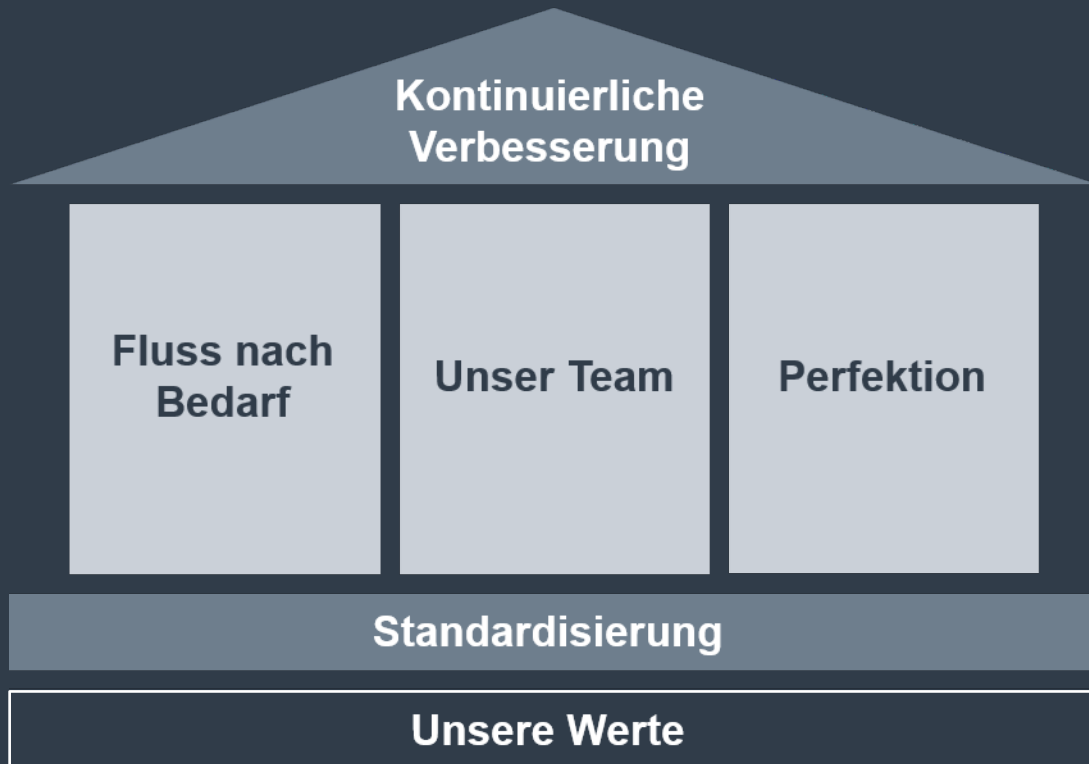 Kontinuierliche
Verbesserung
Fluss nach
Bedarf
Unser Team
Perfektion
Standardisierung
Unsere Werte